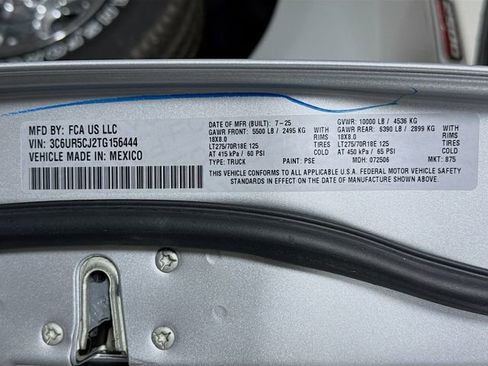 MFD BY: FCA US LLC
VIN: 3C6UR5CJ2TG156444
VEHICLE MADE IN: MEXICO
DATE OF MFR (BUILT): 7-25
GAWR FRONT: 5500 LB / 2495 KG WITH
18X8.0 RIMS
LT275/70R18E 125 TIRES
AT 415 kPa / 60 PSI COLD
TYPE: TRUCK
PAINT: PSE
GVWR: 10000 LB / 4536 KG
GAWR REAR: 6390 LB / 2899 KG WITH
18X8.0 RIMS
LT275/70R18E 125 TIRES
AT 450 kPa / 65 PSI COLD
MDH: 072506
MKT: 875
THIS VEHICLE CONFORMS TO ALL APPLICABLE U.S.A. FEDERAL MOTOR VEHICLE SAFETY
STANDARDS IN EFFECT ON THE DATE OF MANUFACTURE SHOWN ABOVE.